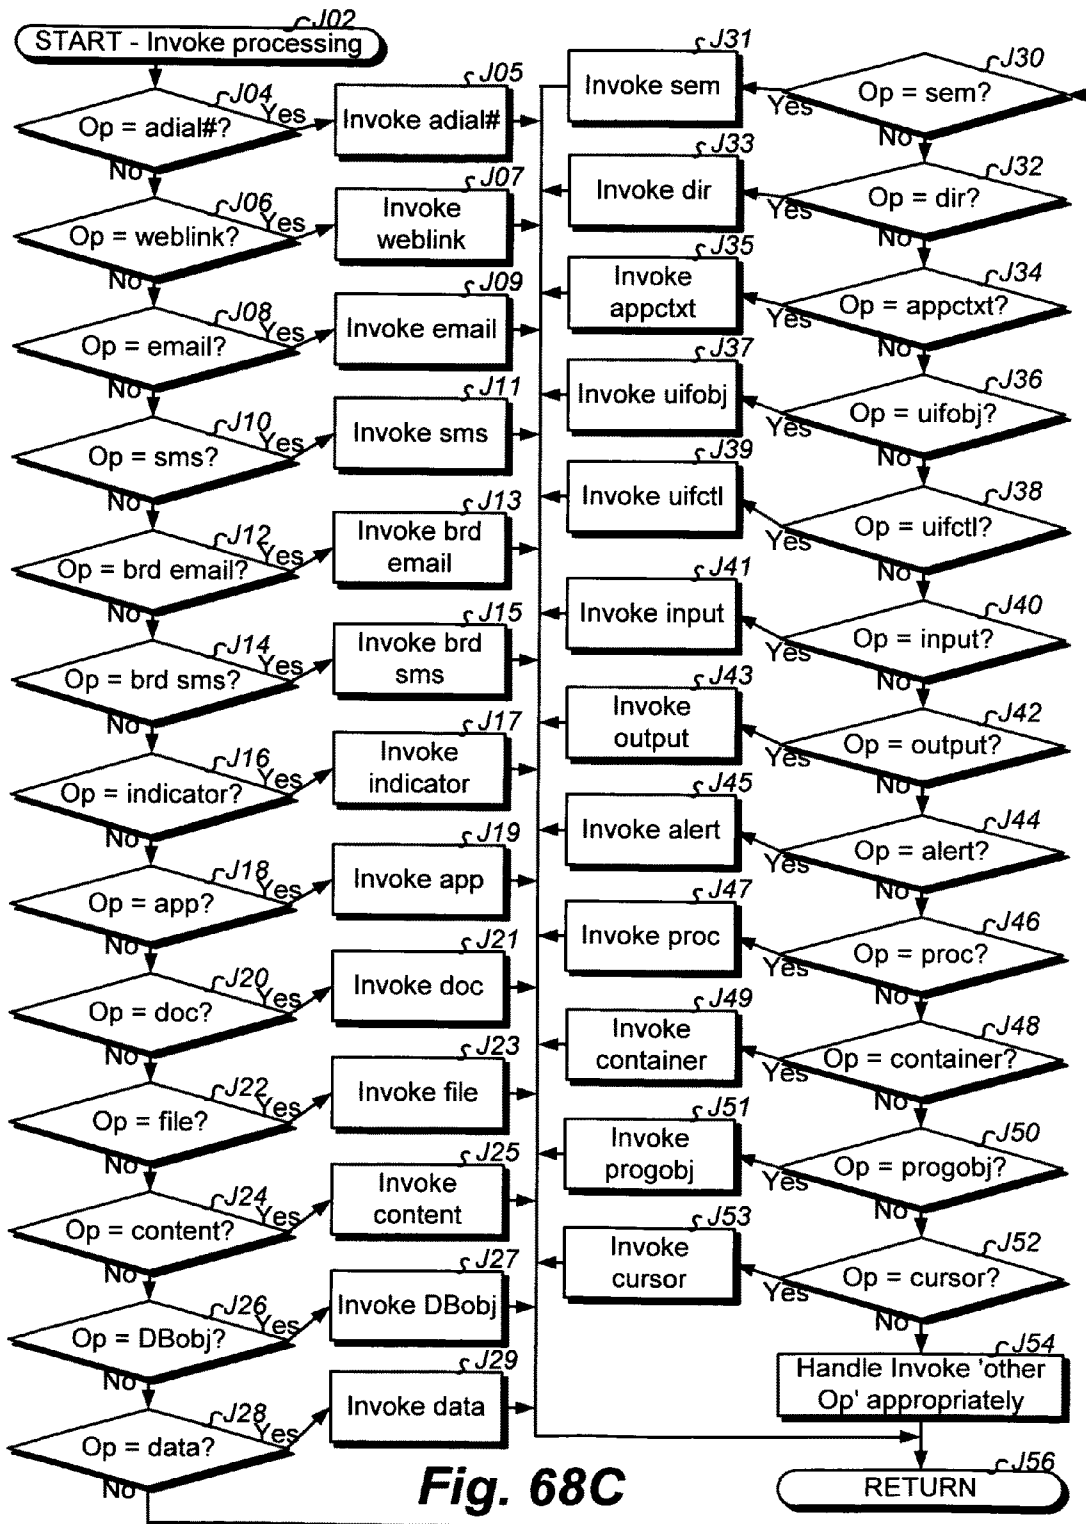 J02
START - Invoke processing
J04
Op = adial#?
Yes
No
J05
Invoke adial#
J06
Op = weblink?
Yes
No
J07
Invoke
weblink
J08
Op = email?
Yes
No
J09
Invoke email
J10
Op = sms?
Yes
No
J11
Invoke sms
J12
Op = brd email?
Yes
No
J13
Invoke brd
email
J14
Op = brd sms?
Yes
No
J15
Invoke brd
sms
J16
Op = indicator?
Yes
No
J17
Invoke
indicator
J18
Op = app?
Yes
No
J19
Invoke app
J20
Op = doc?
Yes
No
J21
Invoke doc
J22
Op = file?
Yes
No
J23
Invoke file
J24
Op = content?
Yes
No
J25
Invoke
content
J26
Op = DBobj?
Yes
No
J27
Invoke DBobj
J28
Op = data?
Yes
No
J29
Invoke data
J30
Op = sem?
Yes
No
J31
Invoke sem
J32
Op = dir?
Yes
No
J33
Invoke dir
J34
Op = appctxt?
Yes
No
J35
Invoke
appctxt
J36
Op = uifobj?
Yes
No
J37
Invoke uifobj
J38
Op = uifctl?
Yes
No
J39
Invoke uifctl
J40
Op = input?
Yes
No
J41
Invoke input
J42
Op = output?
Yes
No
J43
Invoke
output
J44
Op = alert?
Yes
No
J45
Invoke alert
J46
Op = proc?
Yes
No
J47
Invoke proc
J48
Op = container?
Yes
No
J49
Invoke
container
J50
Op = progobj?
Yes
No
J51
Invoke
progobj
J52
Op = cursor?
Yes
No
J53
Invoke
cursor
J54
Handle Invoke 'other
Op' appropriately
J56
RETURN
Fig. 68C